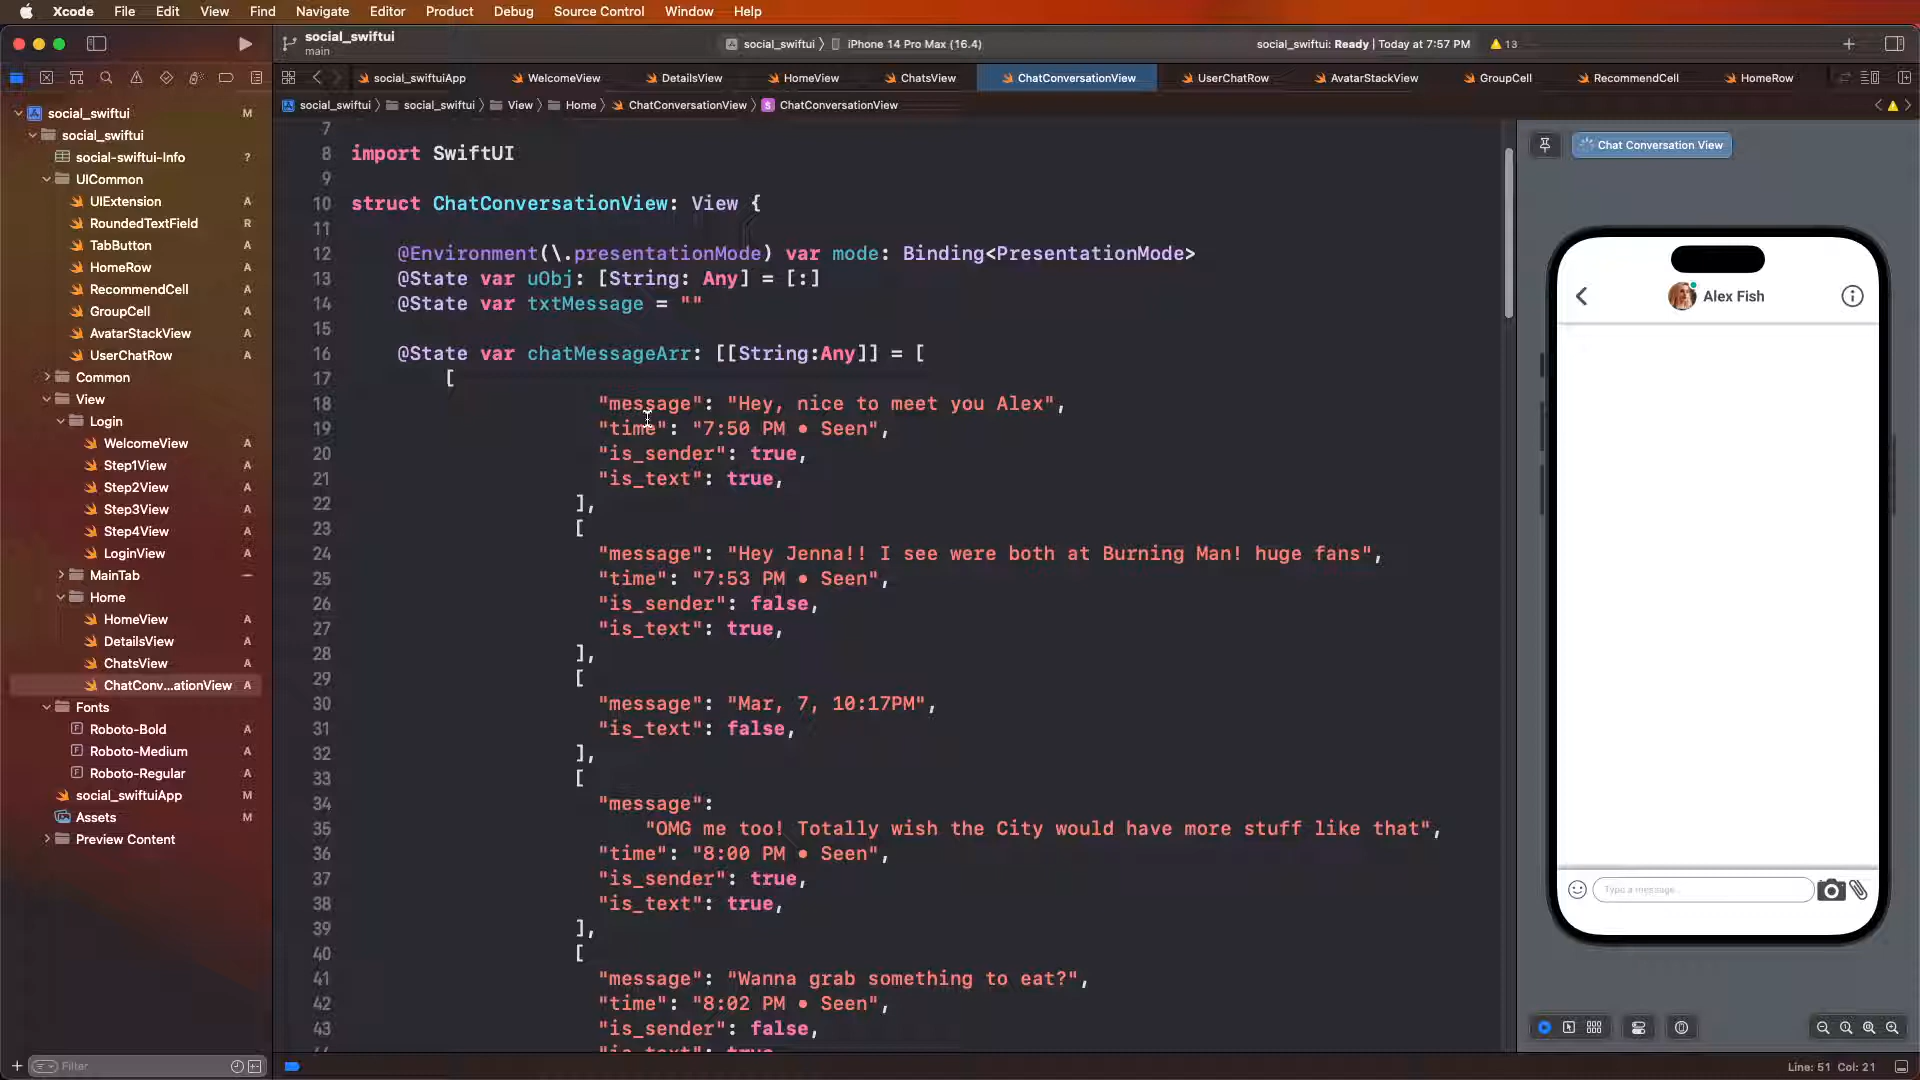 Xcode File Edit View Find Navigate Editor Product Debug Source Control Window Help
social_swiftui
main
social_swiftui 〉 iPhone 14 Pro Max (16.4)
social_swiftui: Ready | Today at 7:57 PM
13
social_swiftuiApp WelcomeView DetailsView HomeView ChatsView ChatConversationView UserChatRow AvatarStackView GroupCell RecommendCell HomeRow
social_swiftui 〉 social_swiftui 〉 View 〉 Home 〉 ChatConversationView 〉 S ChatConversationView
social_swiftui M
social_swiftui
social-swiftui-Info ?
UICommon
UIExtension A
RoundedTextField R
TabButton A
HomeRow A
RecommendCell A
GroupCell A
AvatarStackView A
UserChatRow A
Common
View
Login
WelcomeView A
Step1View A
Step2View A
Step3View A
Step4View A
LoginView A
MainTab
Home
HomeView A
DetailsView A
ChatsView A
ChatConv...ationView A
Fonts
F Roboto-Bold A
F Roboto-Medium A
F Roboto-Regular A
social_swiftuiApp M
Assets M
Preview Content
Filter
7
8 import SwiftUI
9
10 struct ChatConversationView: View {
11
12 @Environment(\.presentationMode) var mode: Binding<PresentationMode>
13 @State var uObj: [String: Any] = [:]
14 @State var txtMessage = ""
15
16 @State var chatMessageArr: [[String:Any]] = [
17 [
18 "message": "Hey, nice to meet you Alex",
19 "time": "7:50 PM • Seen",
20 "is_sender": true,
21 "is_text": true,
22 ],
23 [
24 "message": "Hey Jenna!! I see were both at Burning Man! huge fans",
25 "time": "7:53 PM • Seen",
26 "is_sender": false,
27 "is_text": true,
28 ],
29 [
30 "message": "Mar, 7, 10:17PM",
31 "is_text": false,
32 ],
33 [
34 "message":
35 "OMG me too! Totally wish the City would have more stuff like that",
36 "time": "8:00 PM • Seen",
37 "is_sender": true,
38 "is_text": true,
39 ],
40 [
41 "message": "Wanna grab something to eat?",
42 "time": "8:02 PM • Seen",
43 "is_sender": false,
Chat Conversation View
Alex Fish
Type a message...
Line: 51 Col: 21